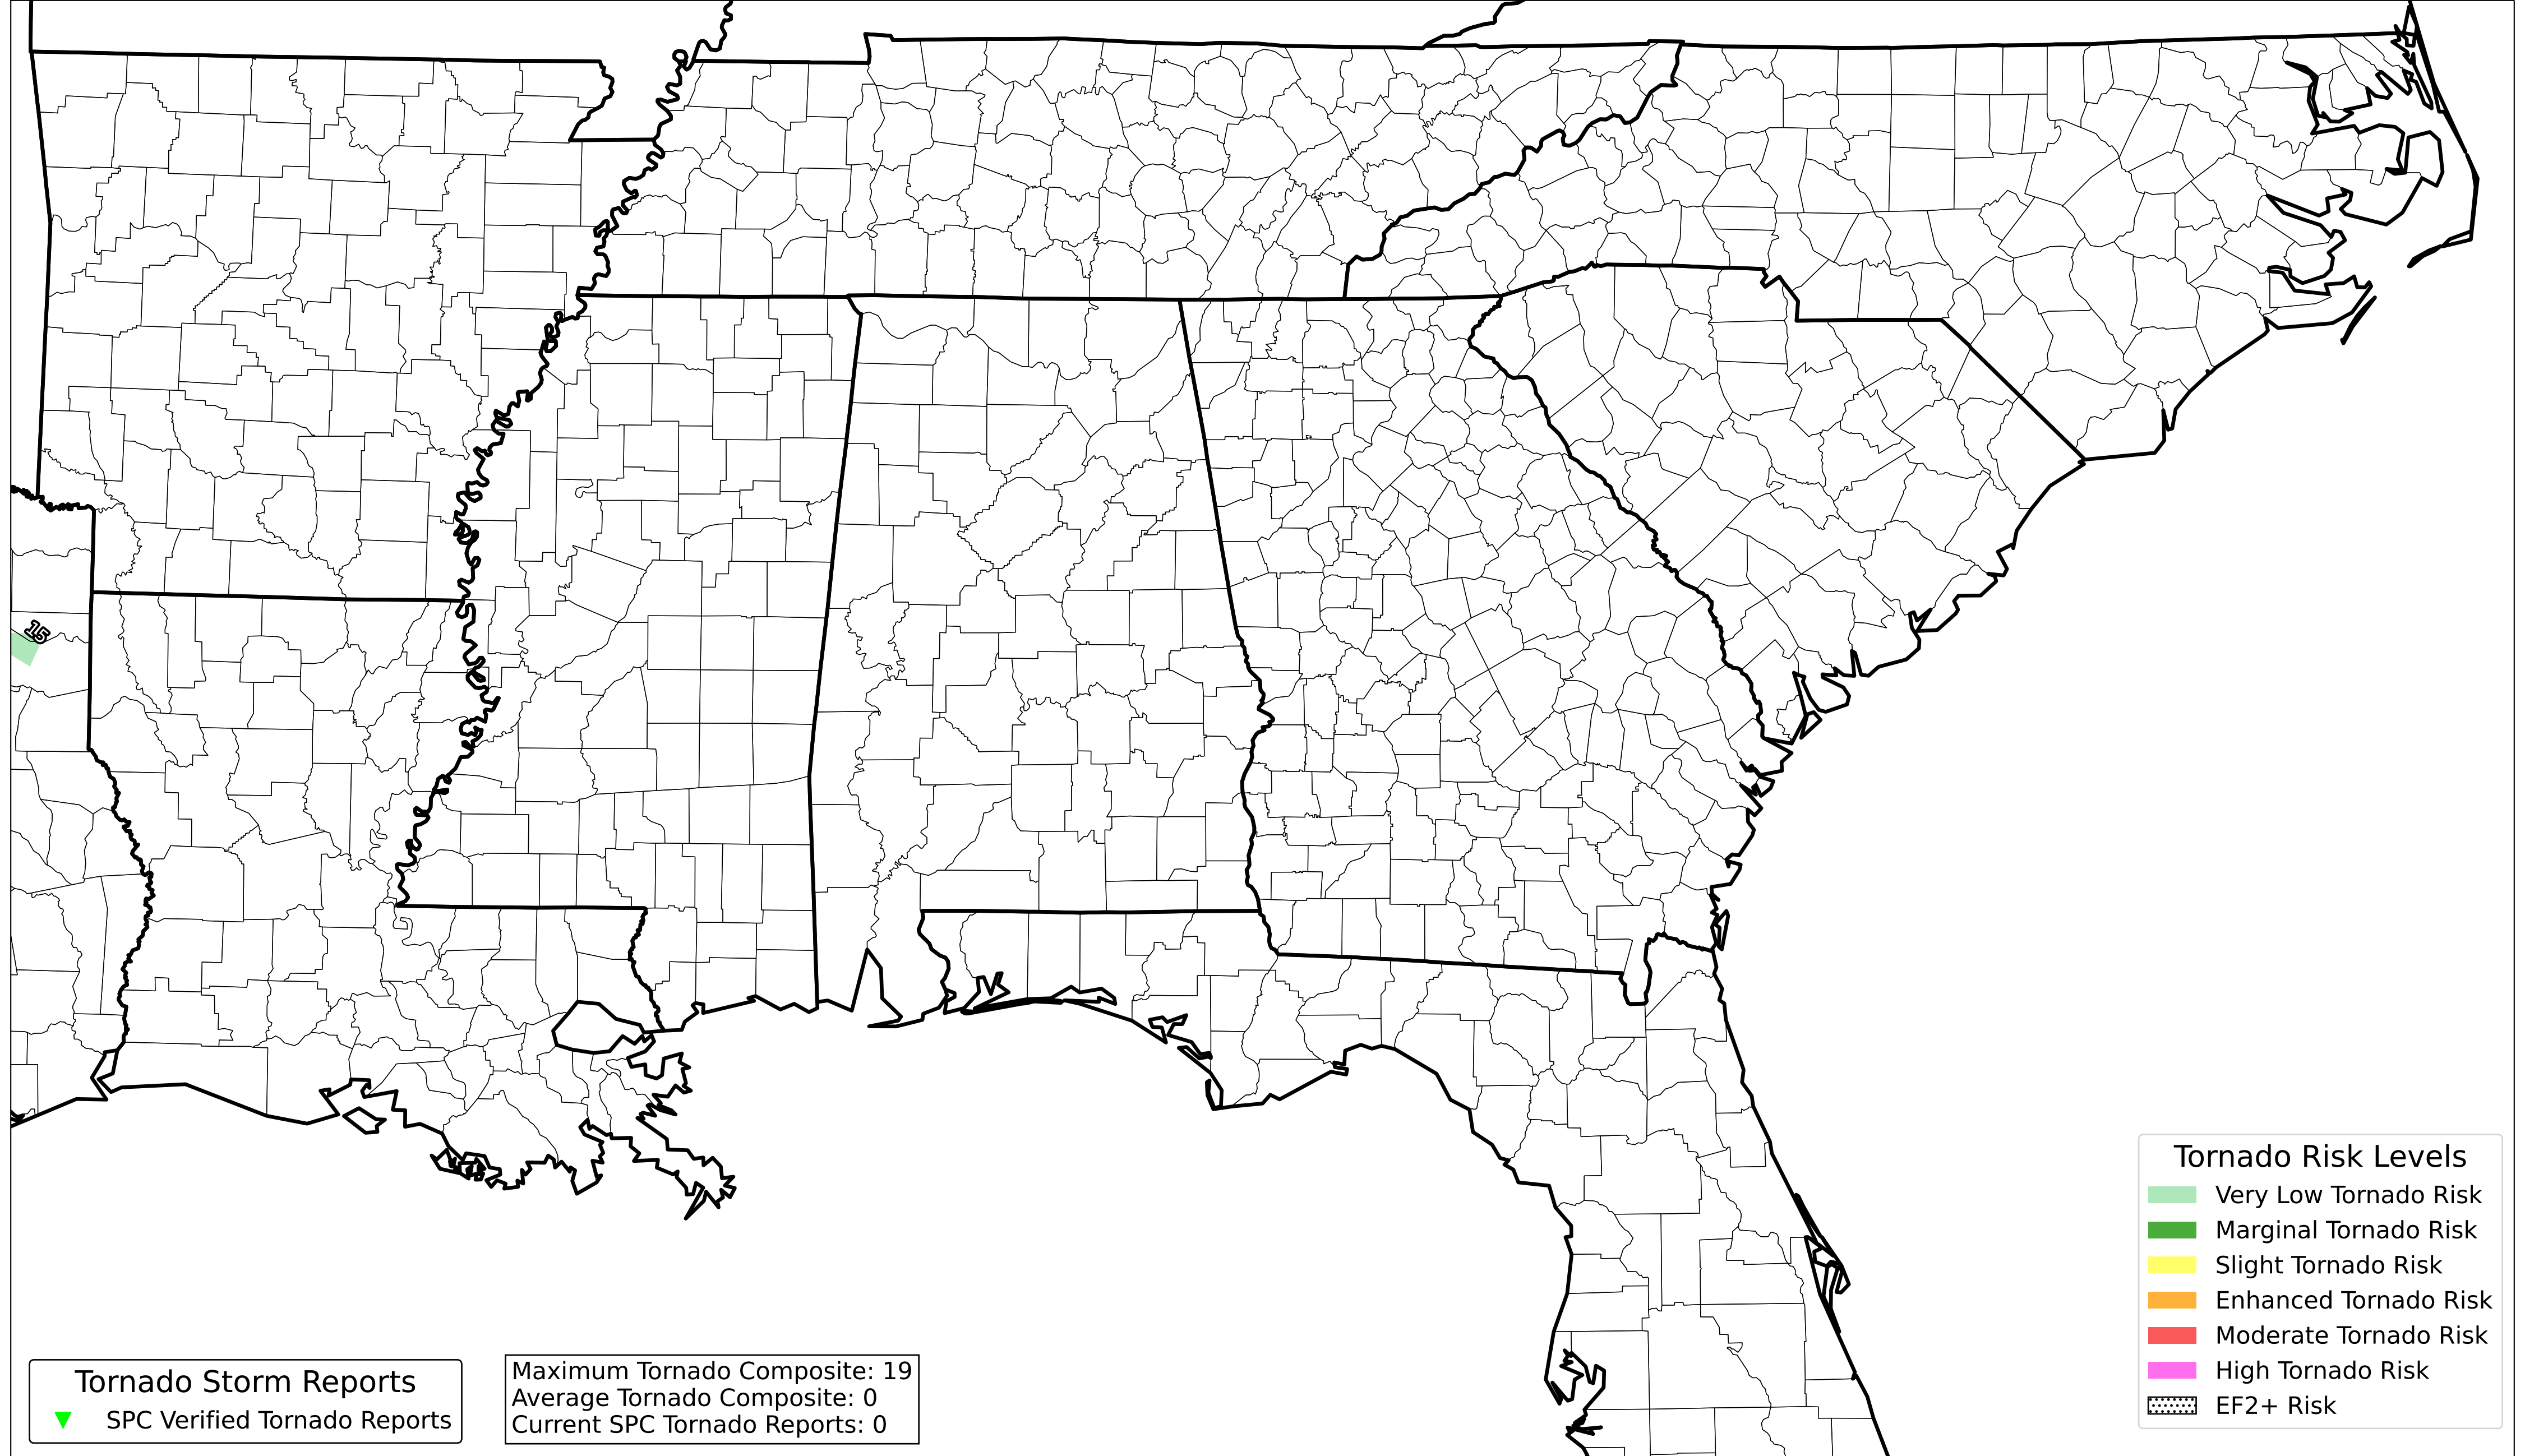 15
Tornado Risk Levels
Very Low Tornado Risk
Marginal Tornado Risk
Slight Tornado Risk
Enhanced Tornado Risk
Moderate Tornado Risk
High Tornado Risk
EF2+ Risk
Tornado Storm Reports
SPC Verified Tornado Reports
Maximum Tornado Composite: 19
Average Tornado Composite: 0
Current SPC Tornado Reports: 0